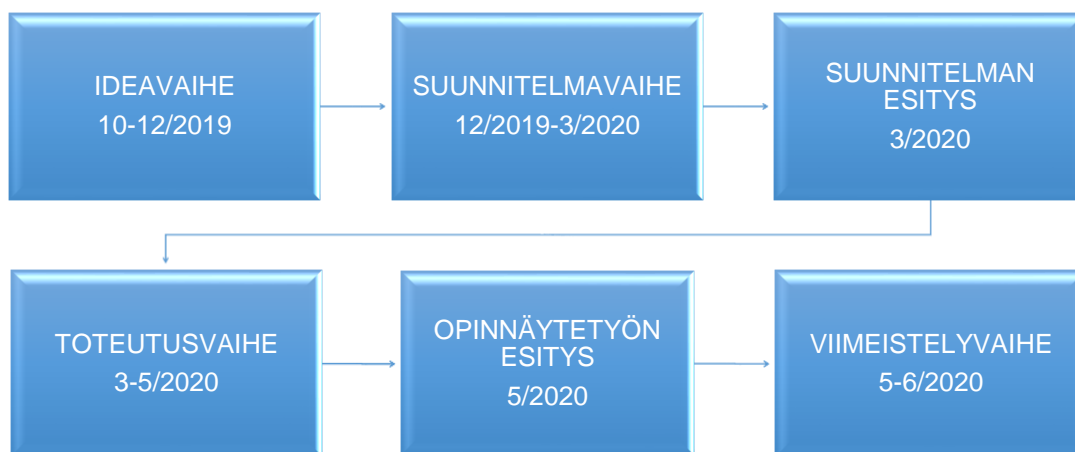 IDEAVAIHE
10-12/2019
SUUNNITELMAVAIHE
12/2019-3/2020
SUUNNITELMAN
ESITYS
3/2020
TOTEUTUSVAIHE
3-5/2020
OPINNÄYTETYÖN
ESITYS
5/2020
VIIMEISTELYVAIHE
5-6/2020